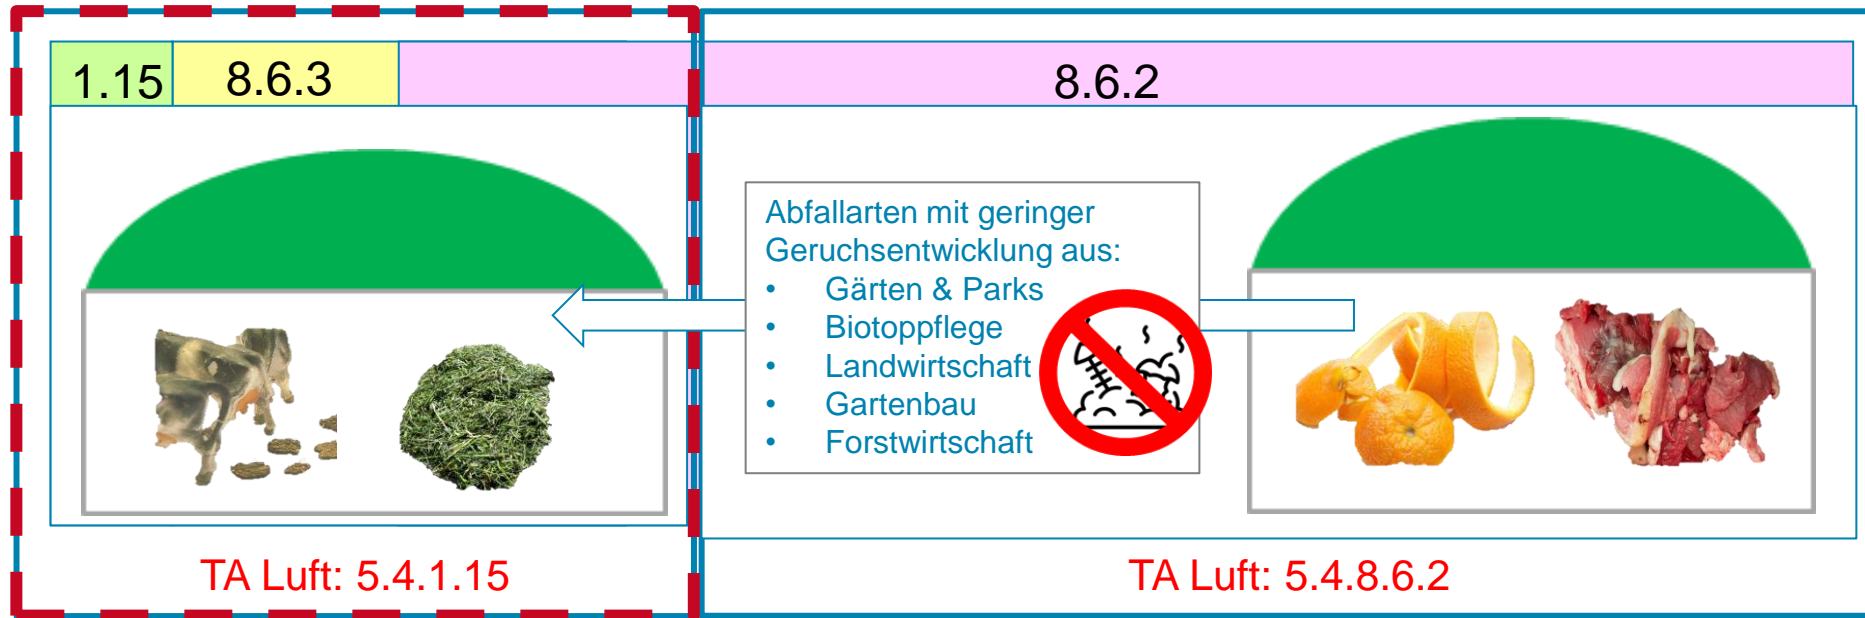 1.15
8.6.3
8.6.2
Abfallarten mit geringer
Geruchsentwicklung aus:
• Gärten & Parks
• Biotoppflege
• Landwirtschaft
• Gartenbau
• Forstwirtschaft
TA Luft: 5.4.1.15
TA Luft: 5.4.8.6.2